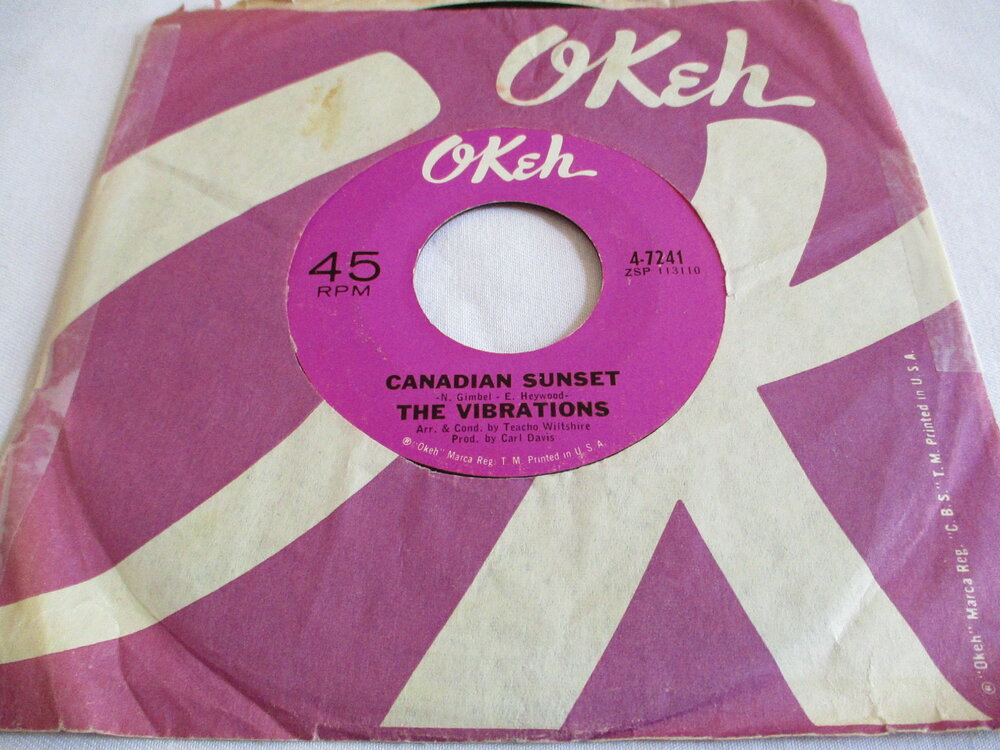 OKeh
OKeh
45
RPM
4-7241
ZSP 113110
CANADIAN SUNSET
-N. Gimbel - E. Heywood-
THE VIBRATIONS
Arr. & Cond. by Teacho Wiltshire
Prod. by Carl Davis
® "Okeh" Marca Reg. T. M. Printed in U. S. A.
® "Okeh" Marca Reg. "C. B. S." T. M. Printed in U.S.A.